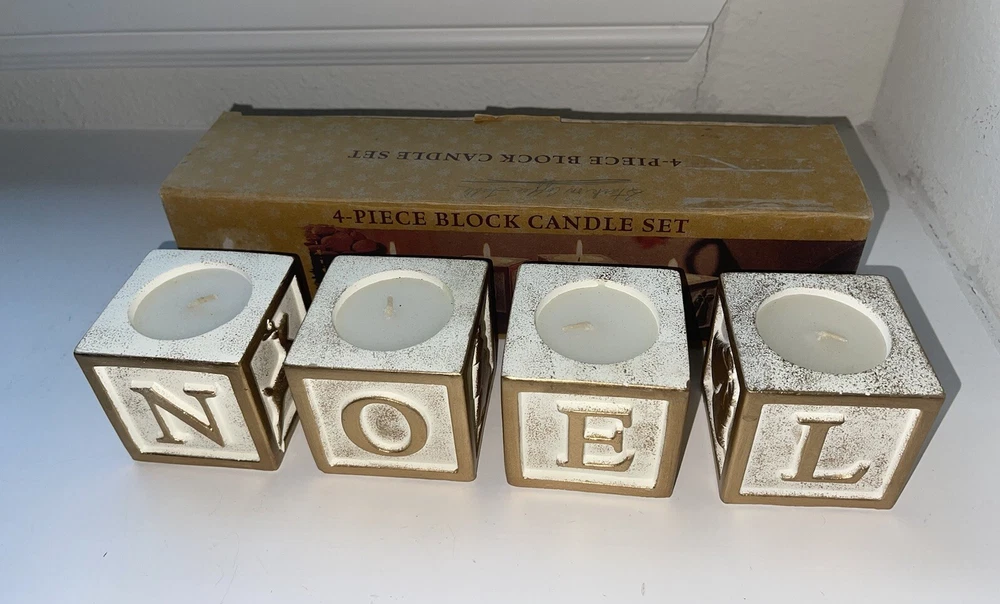 4-PIECE BLOCK CANDLE SET
4-PIECE BLOCK CANDLE SET
N O E L